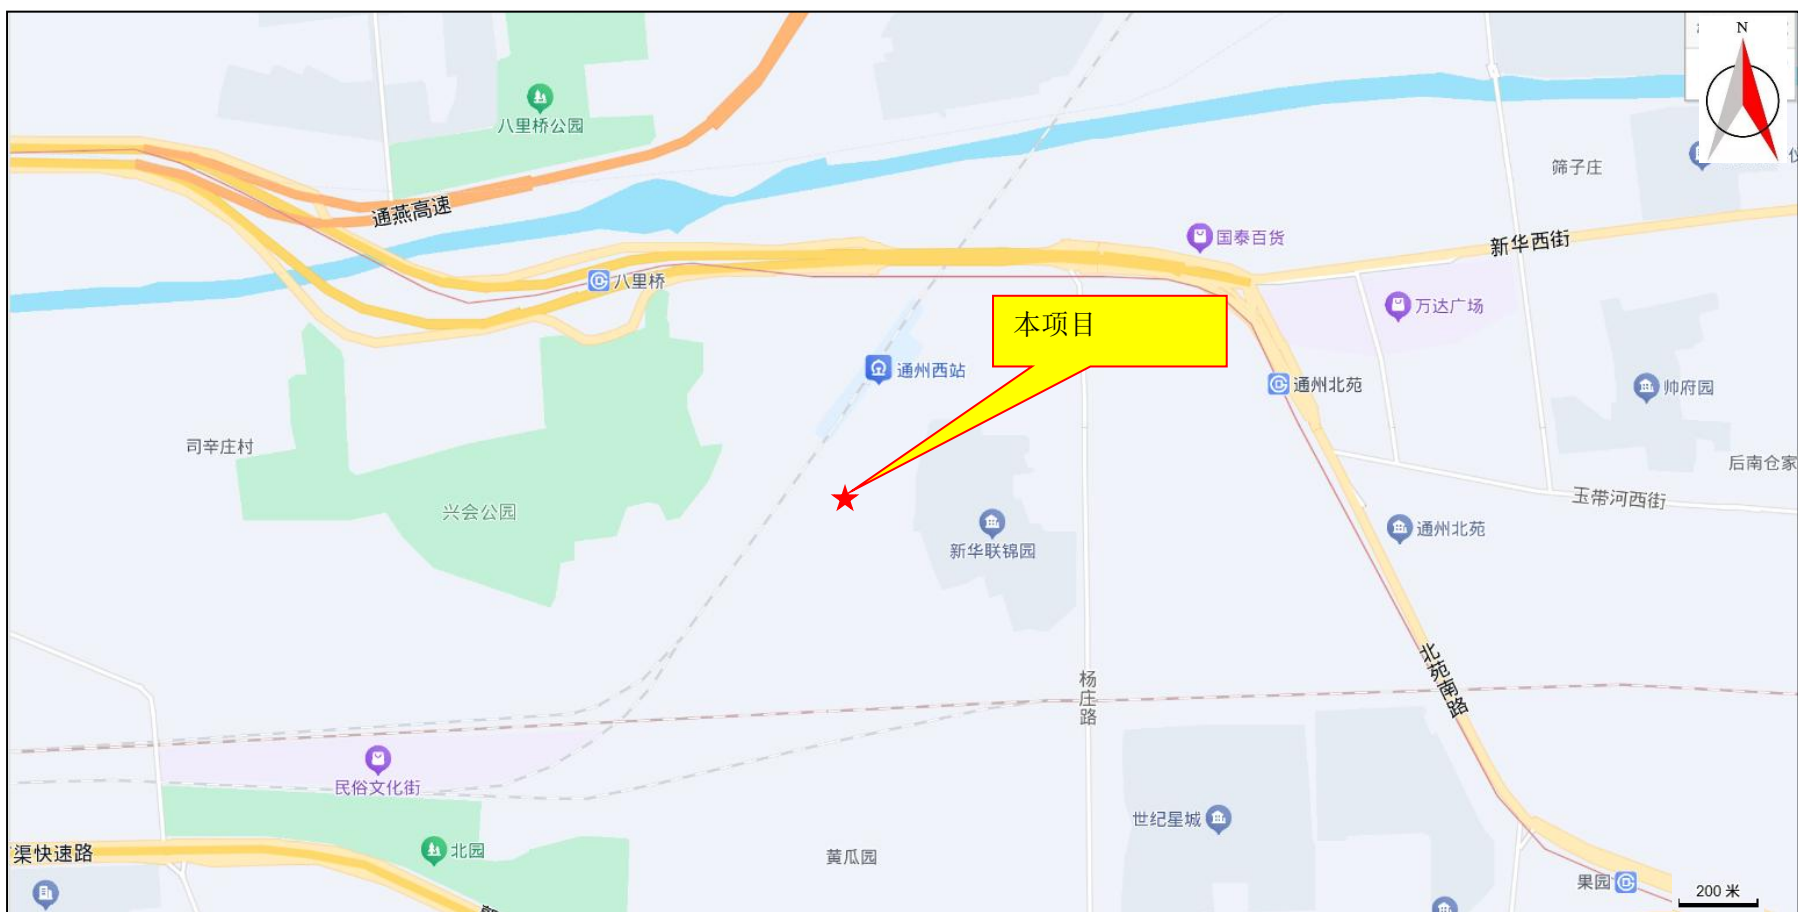 N
八里桥公园
筛子庄
通燕高速
国泰百货
新华西街
八里桥
万达广场
本项目
通州西站
通州北苑
帅府园
司辛庄村
后南仓家
玉带河西街
兴会公园
通州北苑
新华联锦园
北苑南路
杨庄路
民俗文化街
世纪星城
渠快速路
北园
黄瓜园
果园
200 米